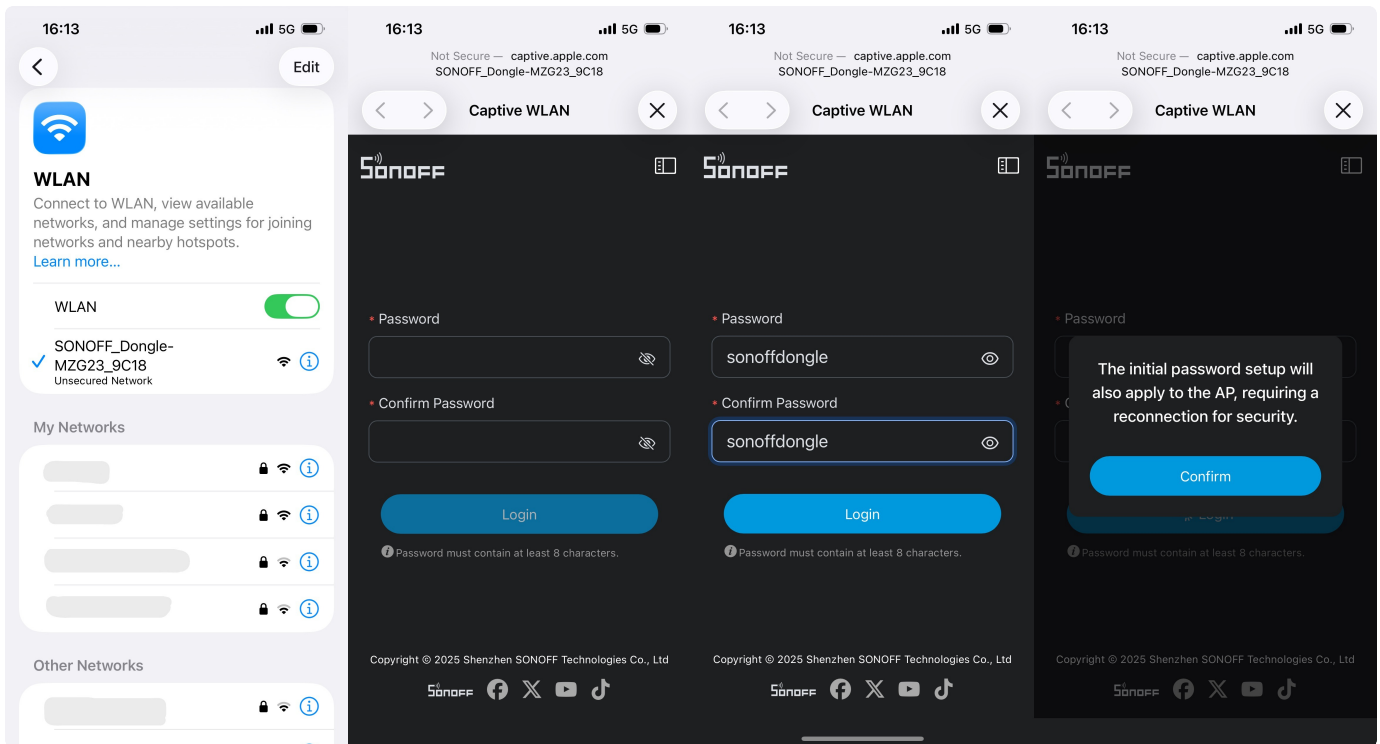 16:13
5G
Edit
WLAN
Connect to WLAN, view available
networks, and manage settings for joining
networks and nearby hotspots.
Learn more...
WLAN
SONOFF_Dongle-
MZG23_9C18
Unsecured Network
My Networks
Other Networks
16:13
5G
Not Secure — captive.apple.com
SONOFF_Dongle-MZG23_9C18
Captive WLAN
SONOFF
* Password
* Confirm Password
Login
Password must contain at least 8 characters.
Copyright © 2025 Shenzhen SONOFF Technologies Co., Ltd
SONOFF
16:13
5G
Not Secure — captive.apple.com
SONOFF_Dongle-MZG23_9C18
Captive WLAN
SONOFF
* Password
sonoffdongle
* Confirm Password
sonoffdongle
Login
Password must contain at least 8 characters.
Copyright © 2025 Shenzhen SONOFF Technologies Co., Ltd
SONOFF
16:13
5G
Not Secure — captive.apple.com
SONOFF_Dongle-MZG23_9C18
Captive WLAN
SONOFF
* Password
The initial password setup will
also apply to the AP, requiring a
reconnection for security.
Confirm
Login
Password must contain at least 8 characters.
Copyright © 2025 Shenzhen SONOFF Technologies Co., Ltd
SONOFF